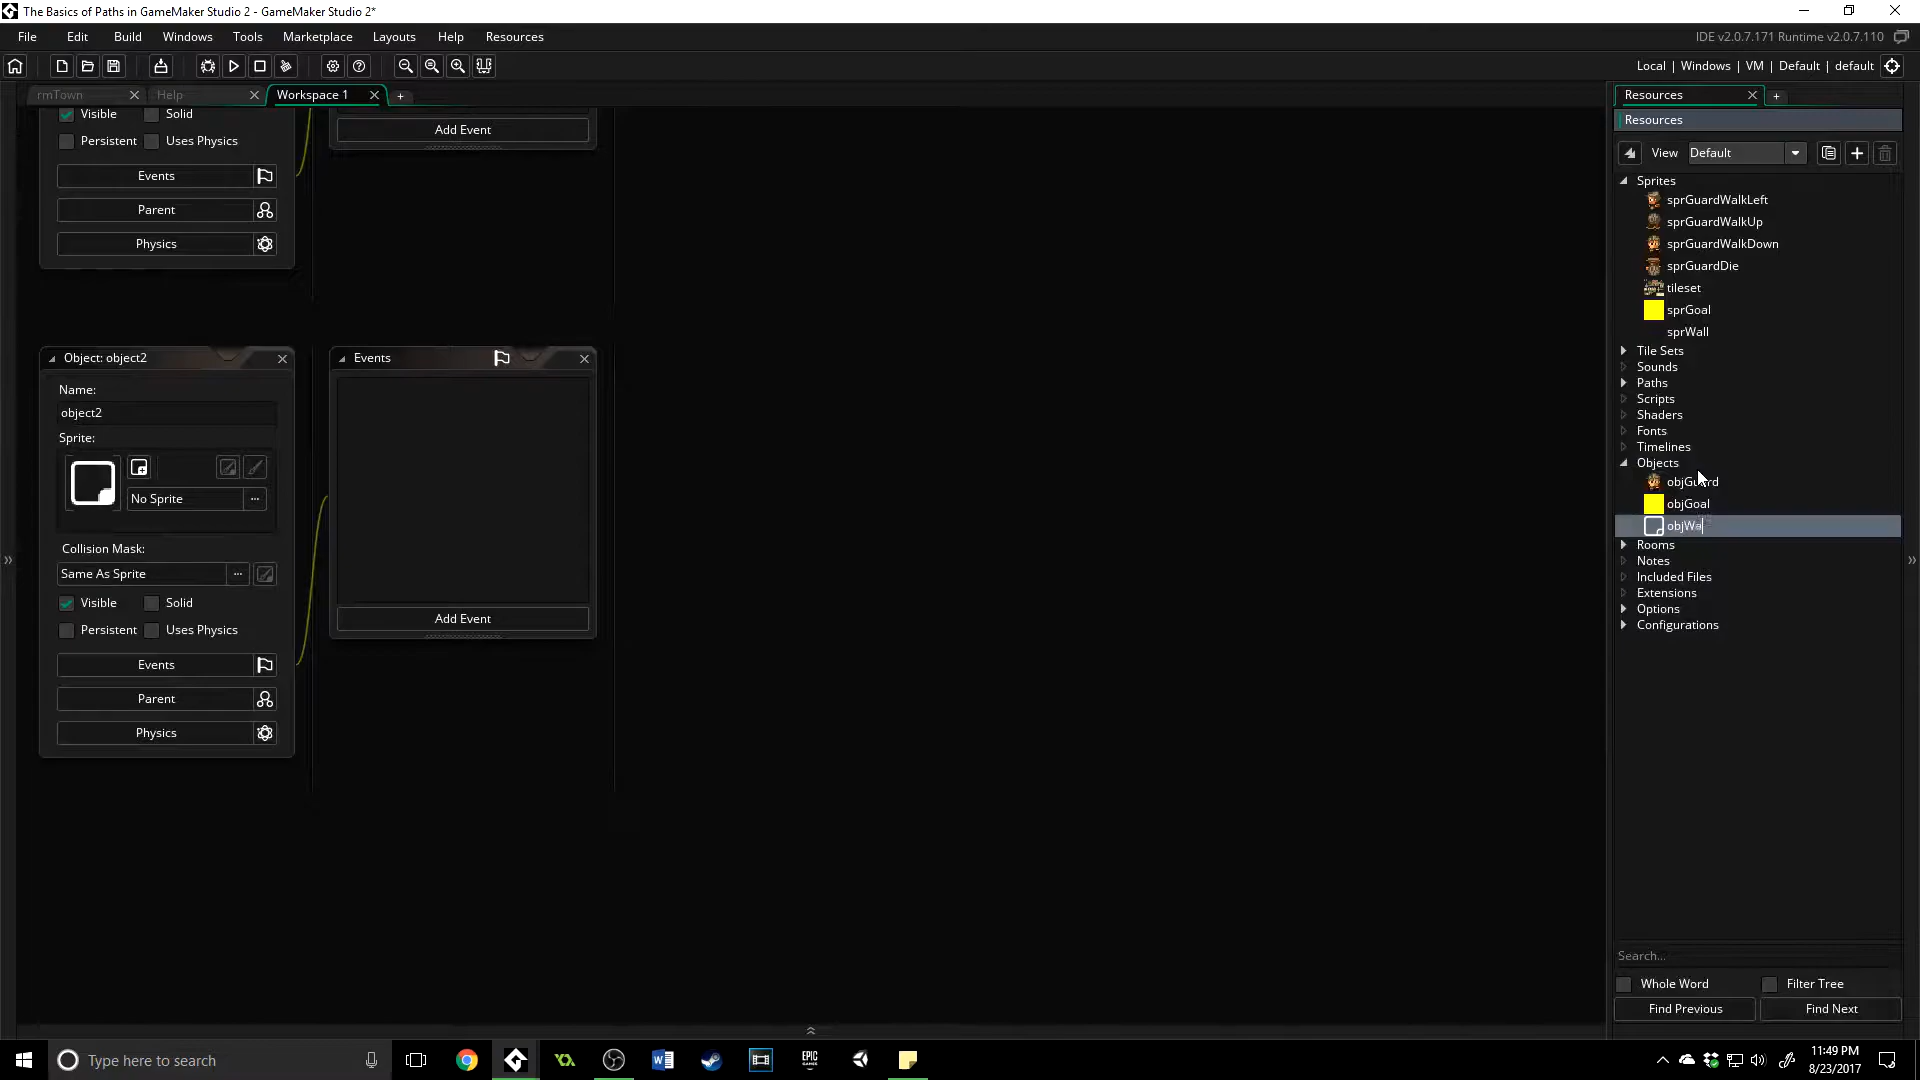 The Basics of Paths in GameMaker Studio 2 - GameMaker Studio 2*
File Edit Build Windows Tools Marketplace Layouts Help Resources
IDE v2.0.7.171 Runtime v2.0.7.110
Local | Windows | VM | Default | default
rmTown
Help
Workspace 1
Visible
Solid
Persistent
Uses Physics
Events
Parent
Physics
Add Event
Object: object2
Name:
object2
Sprite:
No Sprite
...
Collision Mask:
Same As Sprite
...
Visible
Solid
Persistent
Uses Physics
Events
Parent
Physics
Events
Add Event
Resources
Resources
View
Default
Sprites
sprGuardWalkLeft
sprGuardWalkUp
sprGuardWalkDown
sprGuardDie
tileset
sprGoal
sprWall
Tile Sets
Sounds
Paths
Scripts
Shaders
Fonts
Timelines
Objects
objGuard
objGoal
objWa
Rooms
Notes
Included Files
Extensions
Options
Configurations
Search...
Whole Word
Filter Tree
Find Previous
Find Next
Type here to search
EPIC
GAMES
11:49 PM
8/23/2017